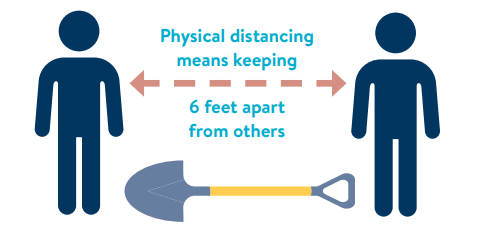 Physical distancing
means keeping
6 feet apart
from others